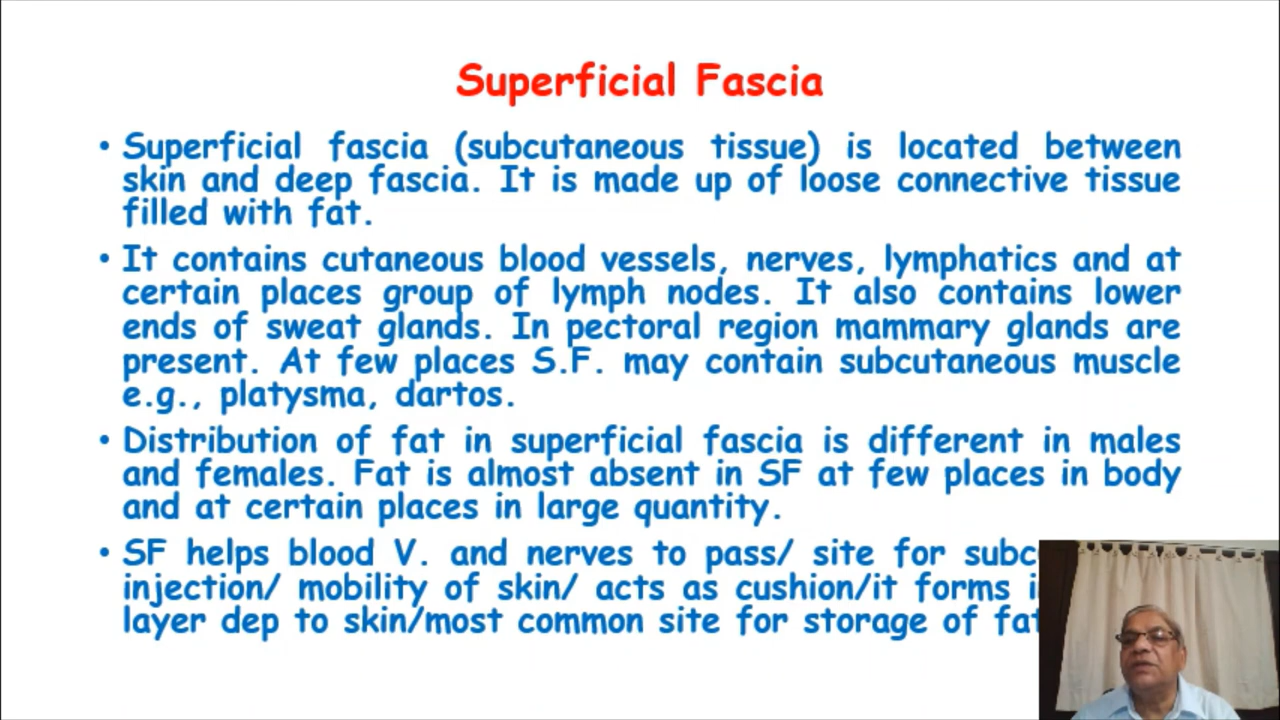 Superficial Fascia
• Superficial fascia (subcutaneous tissue) is located between
skin and deep fascia. It is made up of loose connective tissue
filled with fat.
• It contains cutaneous blood vessels, nerves, lymphatics and at
certain places group of lymph nodes. It also contains lower
ends of sweat glands. In pectoral region mammary glands are
present. At few places S.F. may contain subcutaneous muscle
e.g., platysma, dartos.
• Distribution of fat in superficial fascia is different in males
and females. Fat is almost absent in SF at few places in body
and at certain places in large quantity.
• SF helps blood V. and nerves to pass/ site for
injection/ mobility of skin/ acts as cushion/it forms
layer dep to skin/most common site for storage of